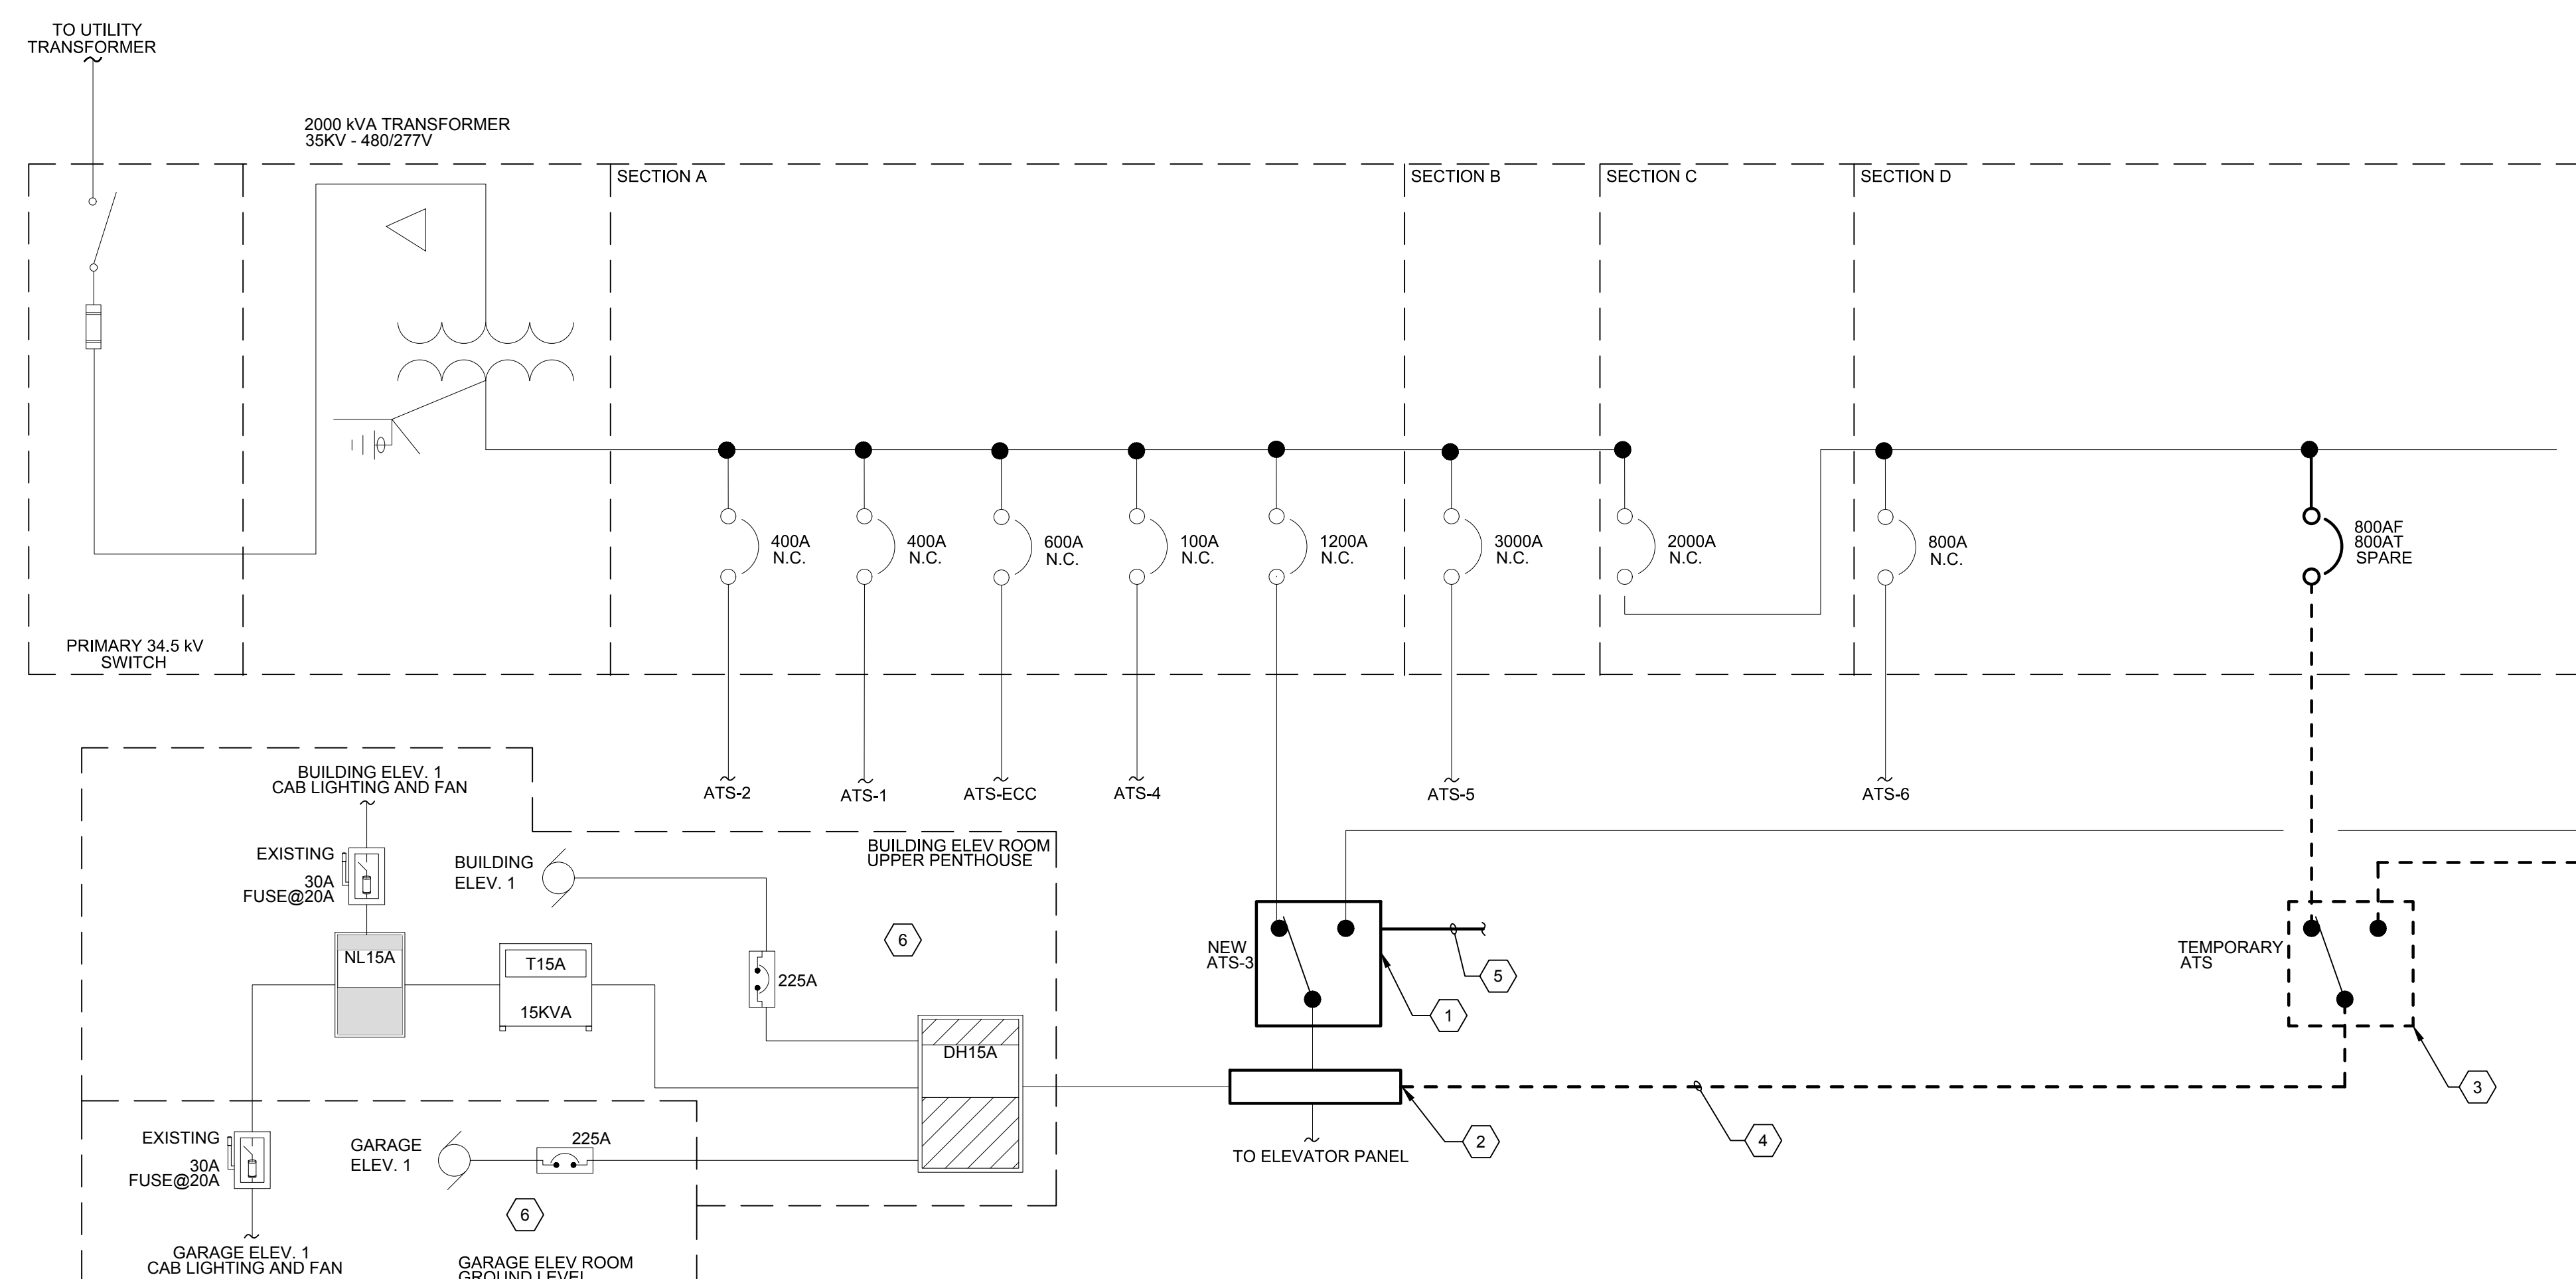 TO UTILITY
TRANSFORMER
2000 kVA TRANSFORMER
35KV - 480/277V
SECTION A
SECTION B
SECTION C
SECTION D
400A
N.C.
400A
N.C.
600A
N.C.
100A
N.C.
1200A
N.C.
3000A
N.C.
2000A
N.C.
800A
N.C.
800AF
800AT
SPARE
PRIMARY 34.5 kV
SWITCH
ATS-2
ATS-1
ATS-ECC
ATS-4
ATS-5
ATS-6
BUILDING ELEV. 1
CAB LIGHTING AND FAN
EXISTING
30A
FUSE@20A
BUILDING
ELEV. 1
BUILDING ELEV ROOM
UPPER PENTHOUSE
6
NL15A
T15A
15KVA
225A
DH15A
NEW
ATS-3
5
1
TEMPORARY
ATS
3
2
4
TO ELEVATOR PANEL
EXISTING
30A
FUSE@20A
GARAGE
ELEV. 1
225A
6
GARAGE ELEV. 1
CAB LIGHTING AND FAN
GARAGE ELEV ROOM
GROUND LEVEL